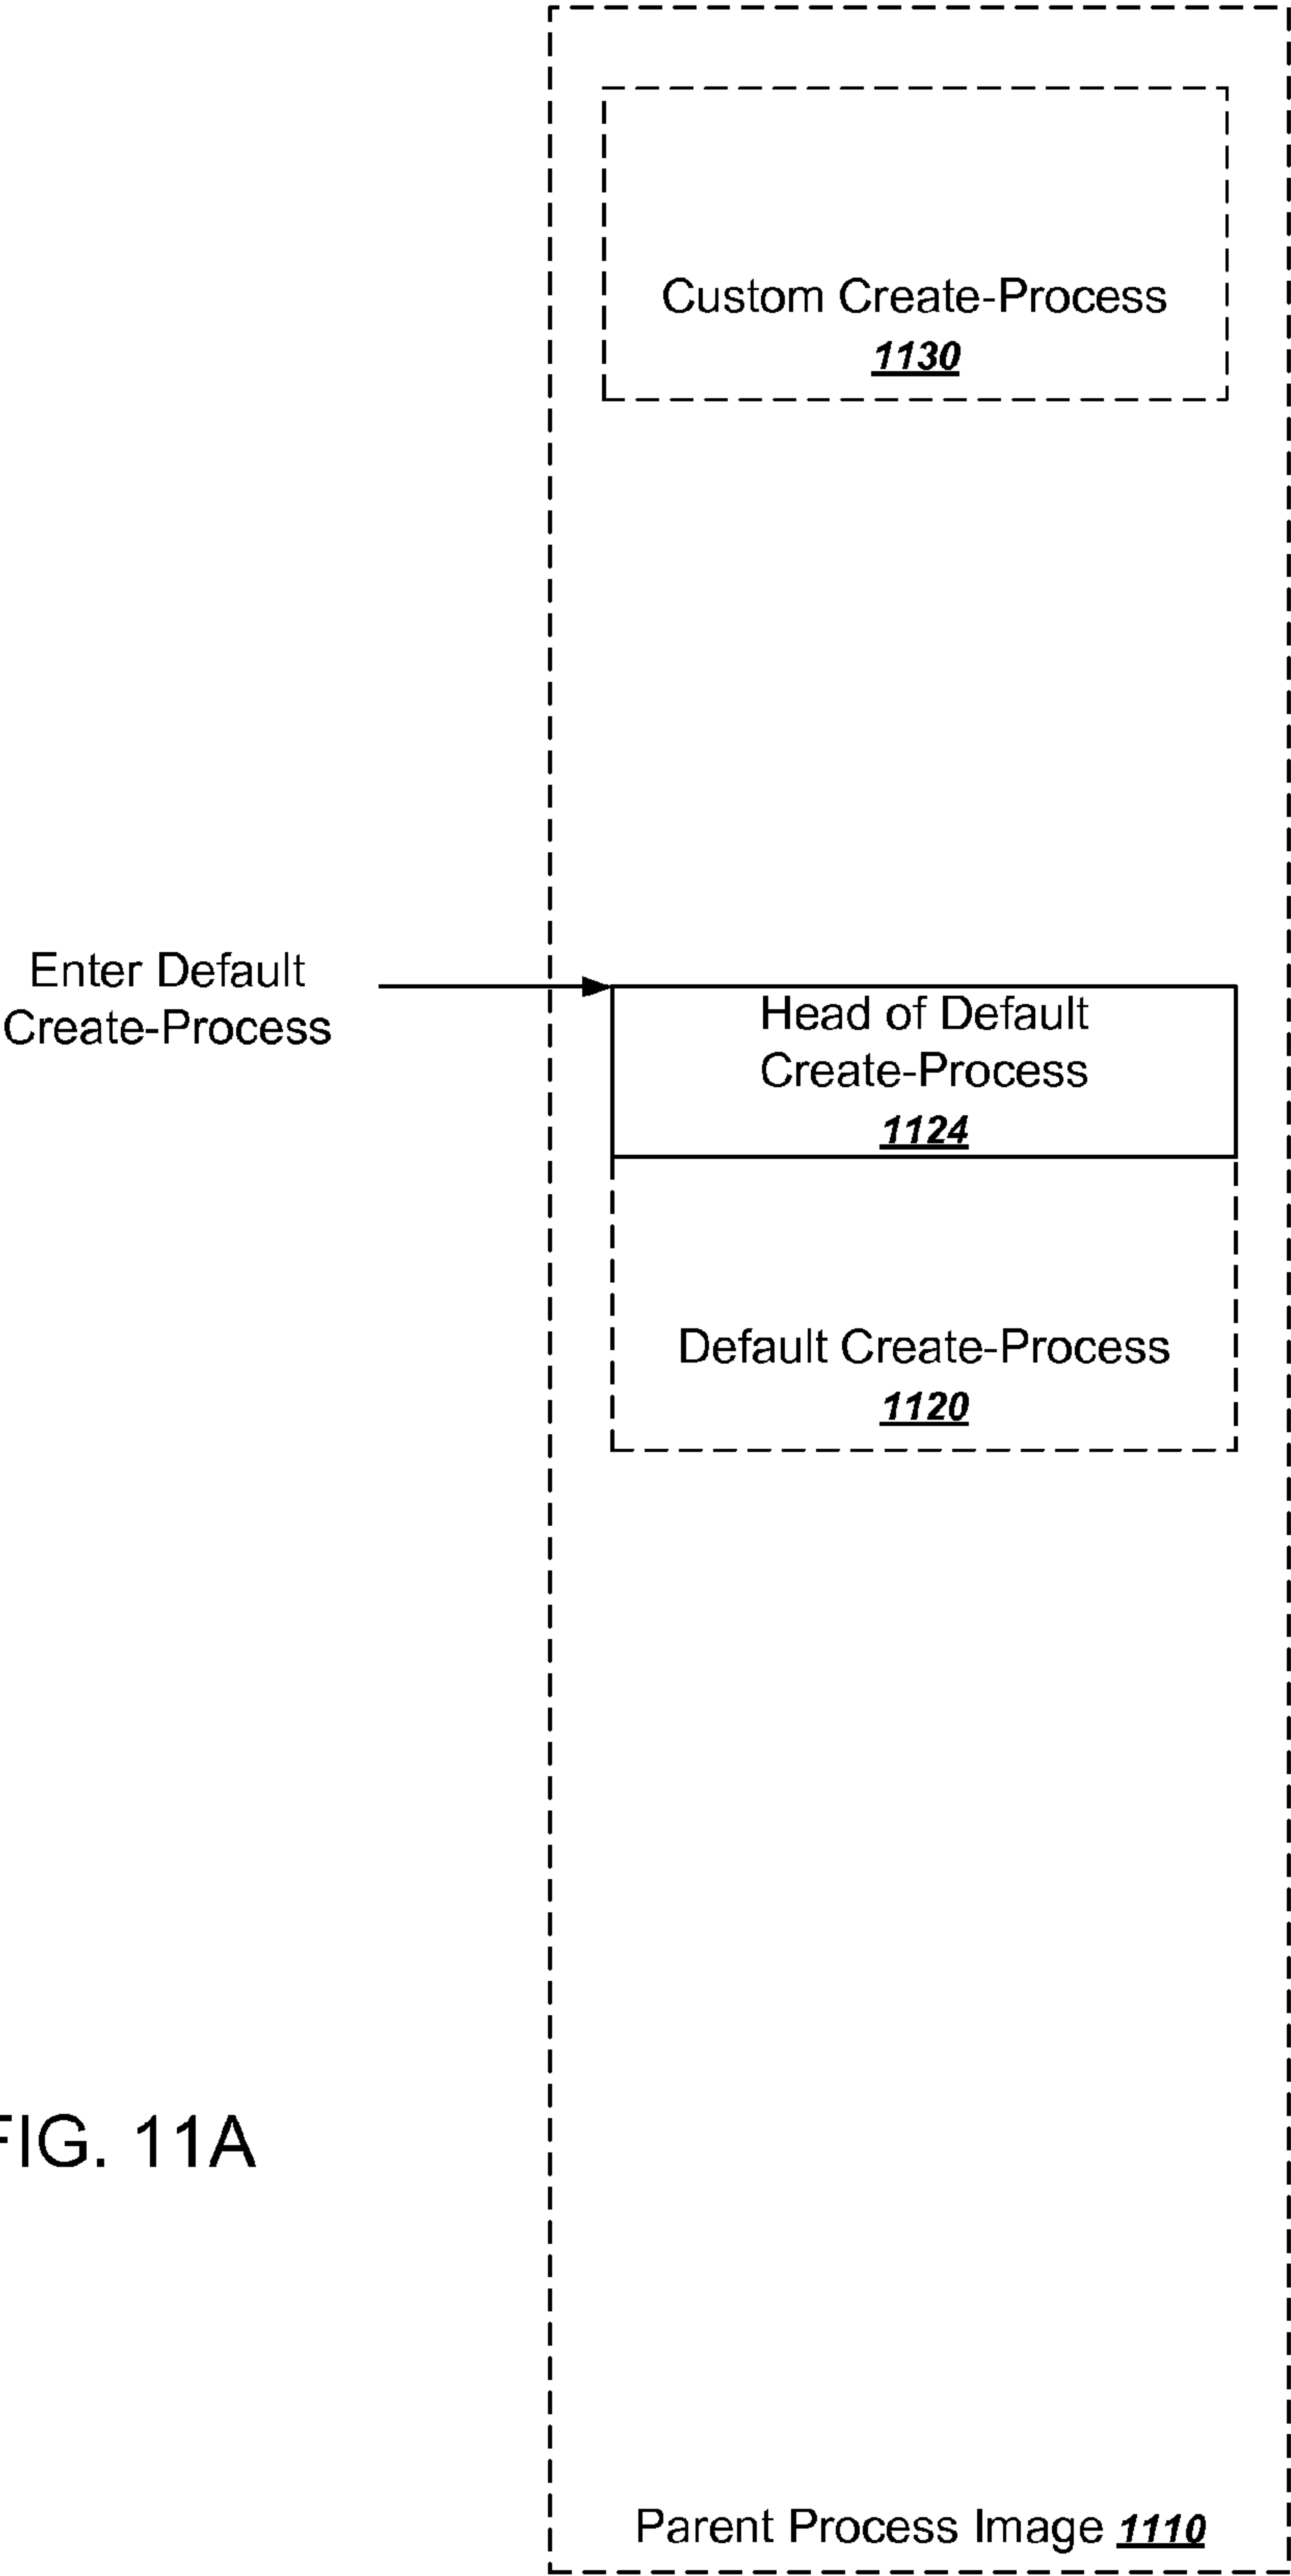 Custom Create-Process
1130
Enter Default
Create-Process
Head of Default
Create-Process
1124
Default Create-Process
1120
FIG. 11A
Parent Process Image 1110